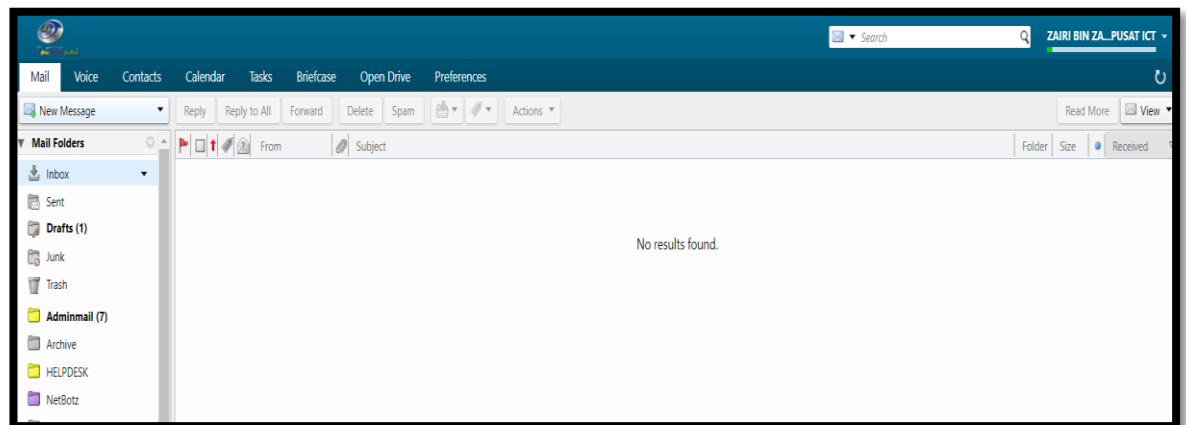 Search
ZAIRI BIN ZA...PUSAT ICT
Mail Voice Contacts Calendar Tasks Briefcase Open Drive Preferences
New Message Reply Reply to All Forward Delete Spam Actions Read More View
Mail Folders From Subject Folder Size Received
Inbox
Sent
Drafts (1)
No results found.
Junk
Trash
Adminmail (7)
Archive
HELPDESK
NetBotz